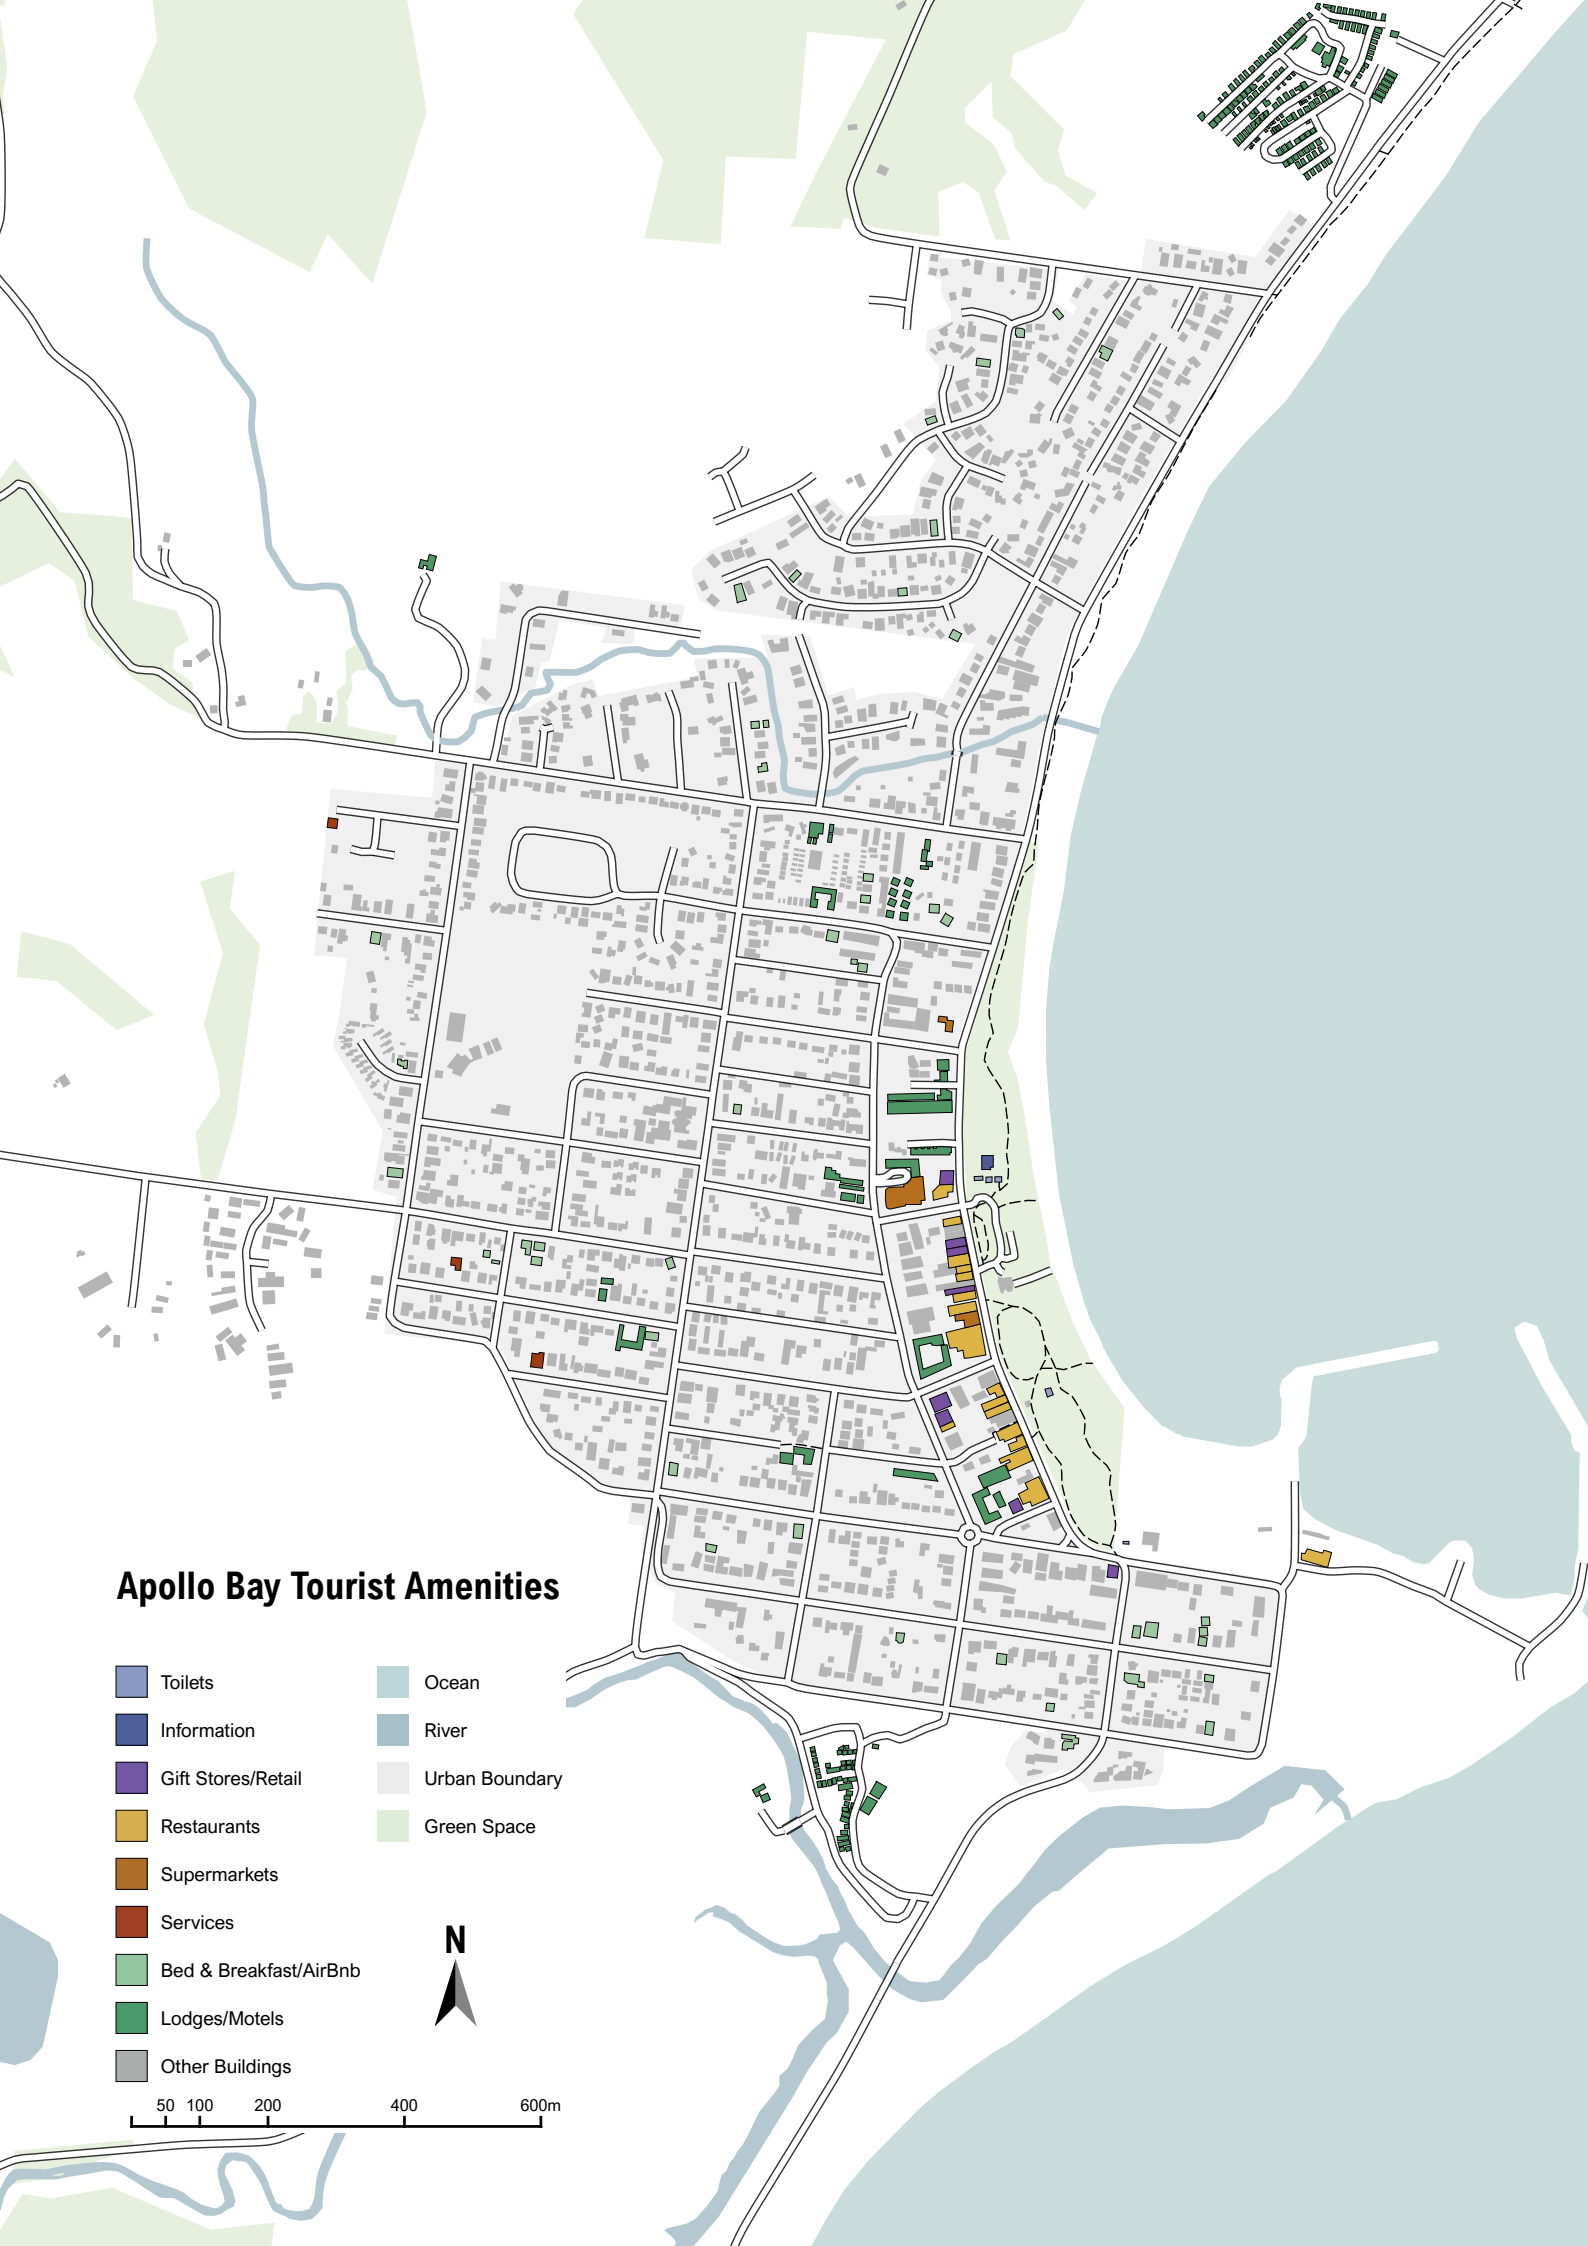 Apollo Bay Tourist Amenities
Toilets
Information
Gift Stores/Retail
Restaurants
Supermarkets
Services
Bed & Breakfast/AirBnb
Lodges/Motels
Other Buildings
Ocean
River
Urban Boundary
Green Space
N
50 100 200 400 600m